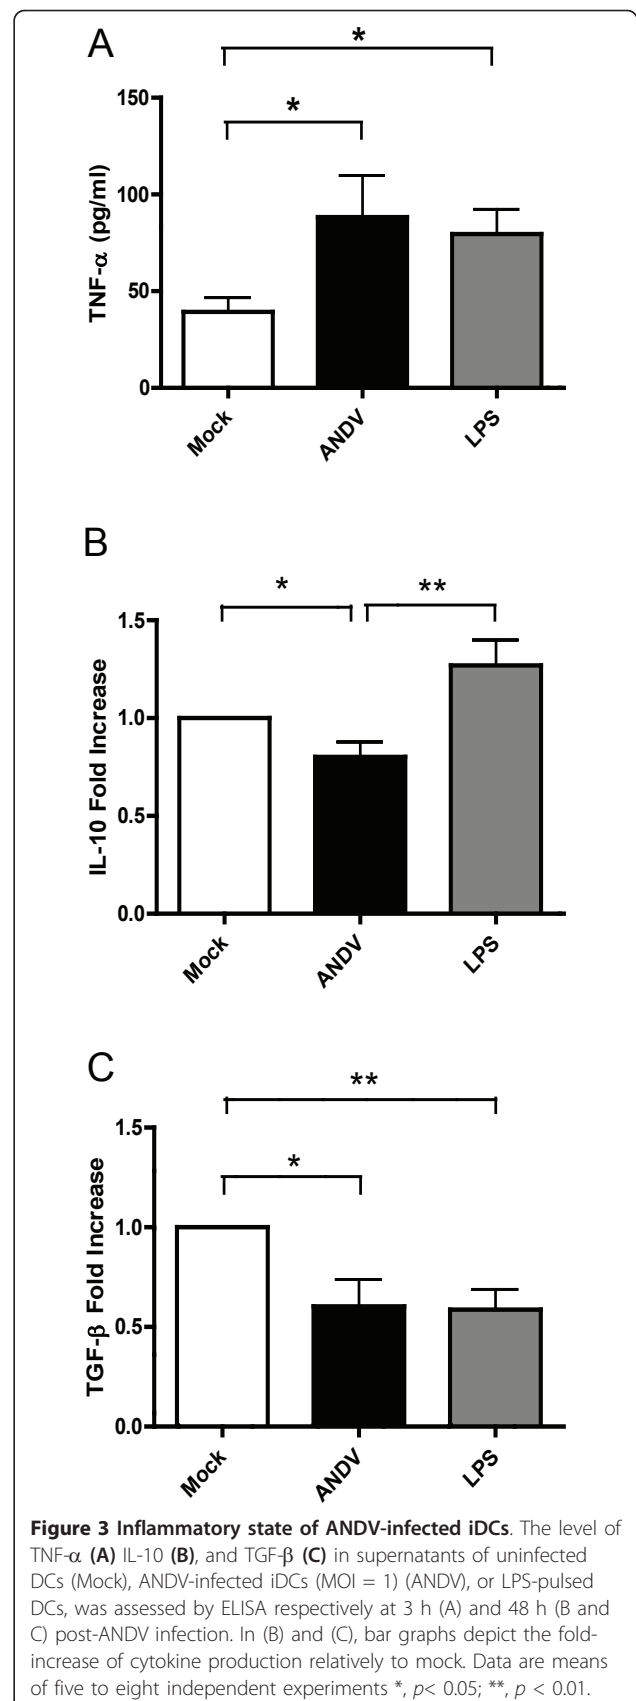 A
*
*
150
100
50
0
TNF-α (pg/ml)
Mock
ANDV
LPS
B
*
**
1.5
1.0
0.5
0.0
IL-10 Fold Increase
Mock
ANDV
LPS
C
**
*
1.5
1.0
0.5
0.0
TGF-β Fold Increase
Mock
ANDV
LPS
Figure 3 Inflammatory state of ANDV-infected iDCs. The level of
TNF-α (A) IL-10 (B), and TGF-β (C) in supernatants of uninfected
DCs (Mock), ANDV-infected iDCs (MOI = 1) (ANDV), or LPS-pulsed
DCs, was assessed by ELISA respectively at 3 h (A) and 48 h (B and
C) post-ANDV infection. In (B) and (C), bar graphs depict the fold-
increase of cytokine production relatively to mock. Data are means
of five to eight independent experiments *, p< 0.05; **, p < 0.01.